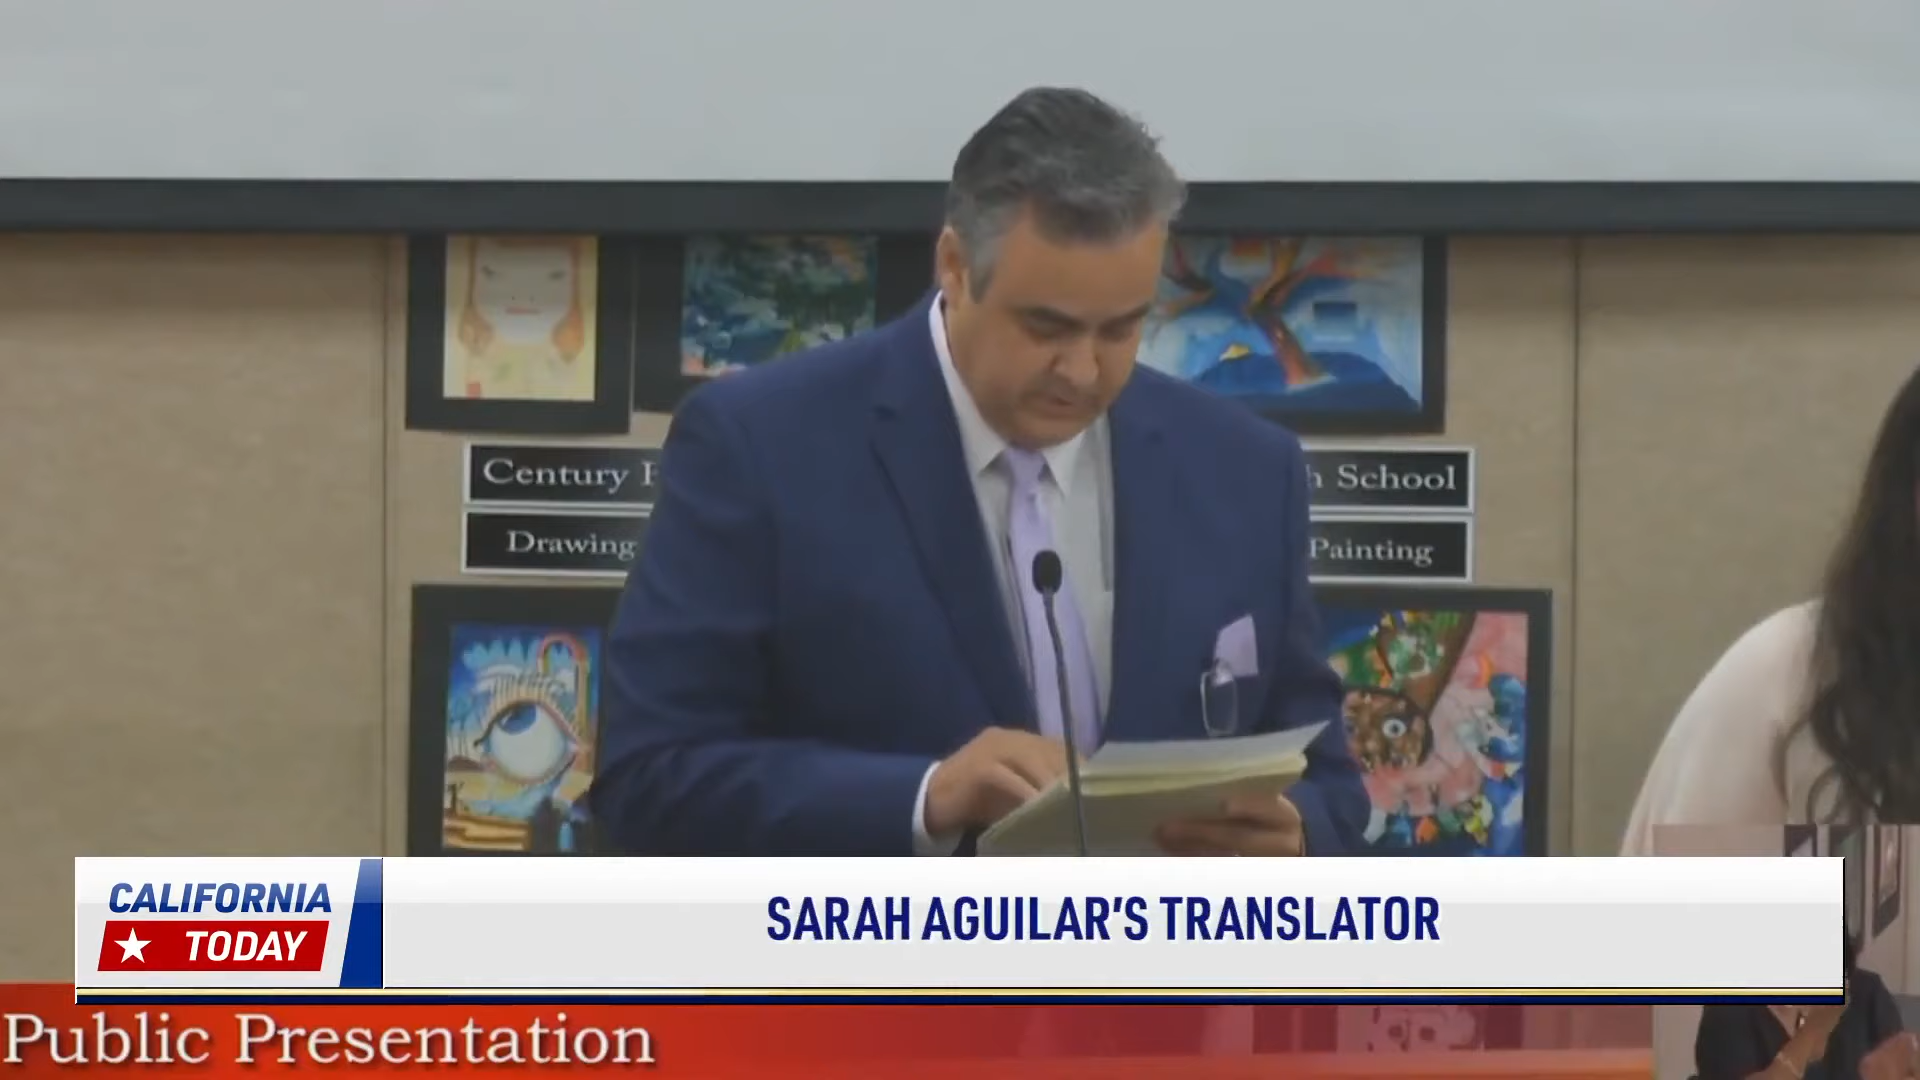 Century
Drawing
School
Painting
CALIFORNIA
TODAY
SARAH AGUILAR'S TRANSLATOR
Public Presentation